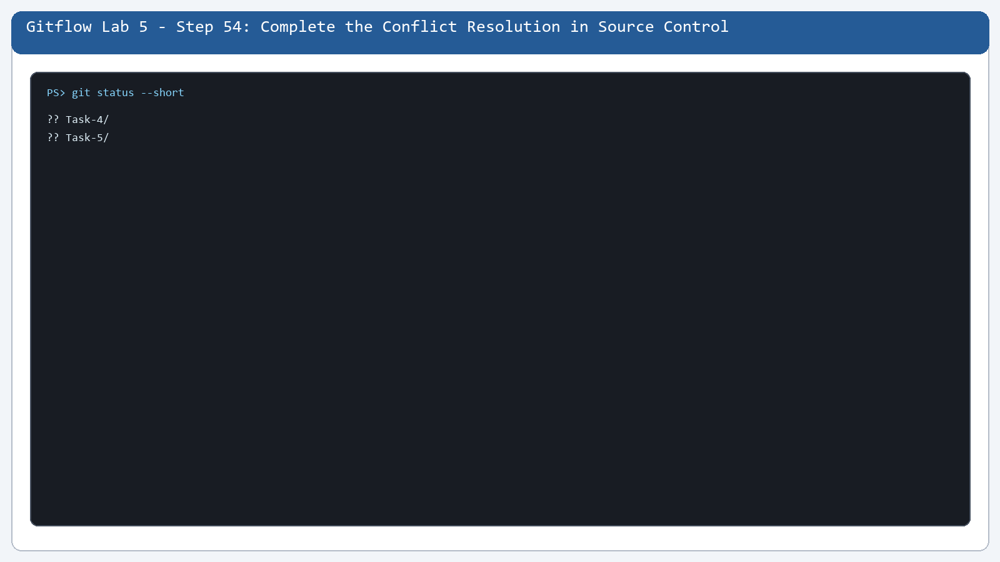 Gitflow Lab 5 - Step 54: Complete the Conflict Resolution in Source Control
PS> git status --short
?? Task-4/
?? Task-5/